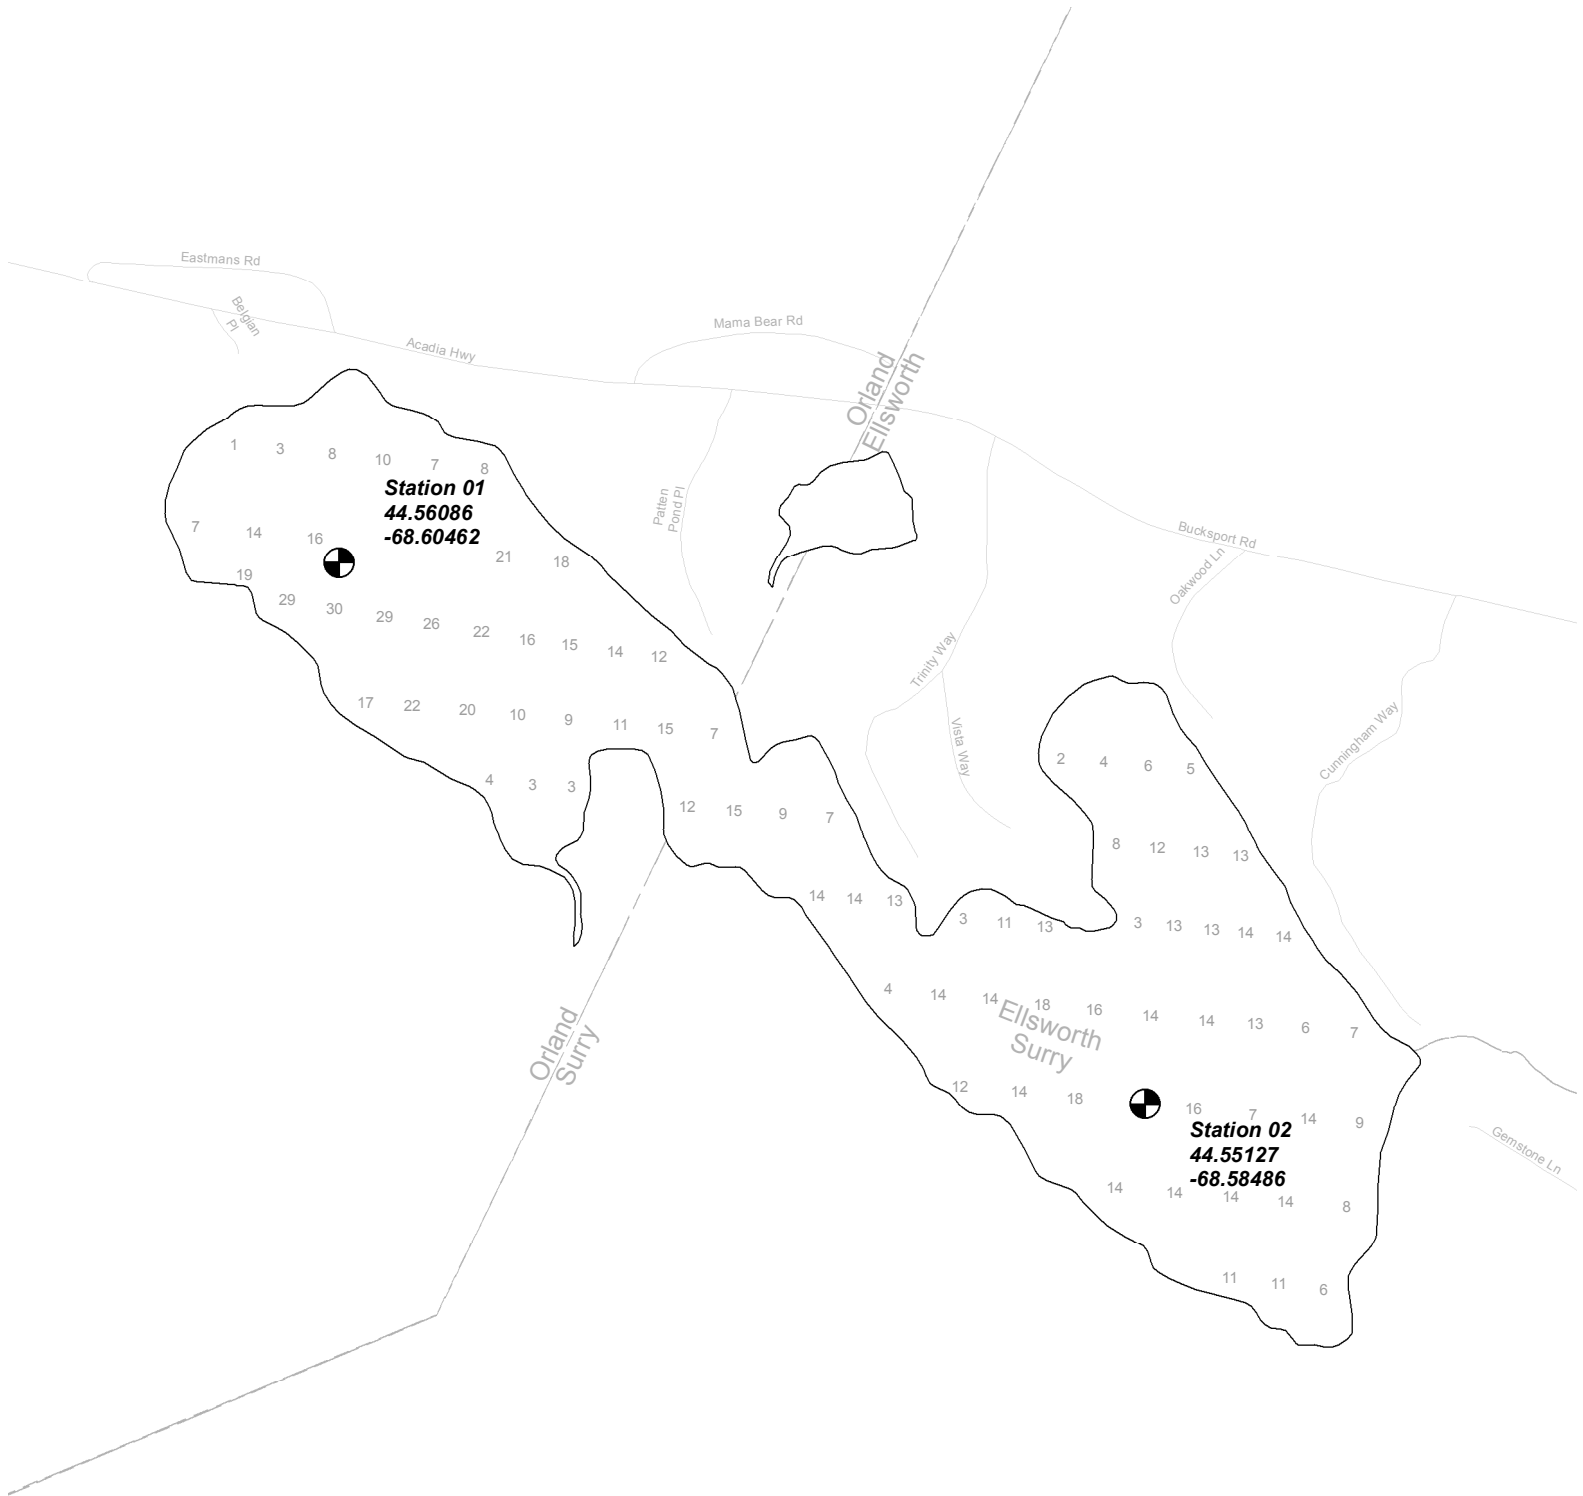 Eastmans Rd
Belgian
Pl
Mama Bear Rd
Acadia Hwy
Orland
Ellsworth
1 3 8 10 7 8
Station 01
44.56086
-68.60462
Patten
Pond Pl
Bucksport Rd
Oakwood Ln
7 14 16 21 18
19 29 30 29 26 22 16 15 14 12
Trinity Way
17 22 20 10 9 11 15 7
Vista Way
Cunningham Way
2 4 6 5
4 3 3
12 15 9 7
8 12 13 13
14 14 13
3 11 13 3 13 13 14 14
4 14 14 18 16 14 14 13 6 7
Ellsworth
Surry
Orland
Surry
12 14 18 16 7 14 9
Station 02
44.55127
-68.58486
Gemstone Ln
14 14 14 14 8
11 11 6